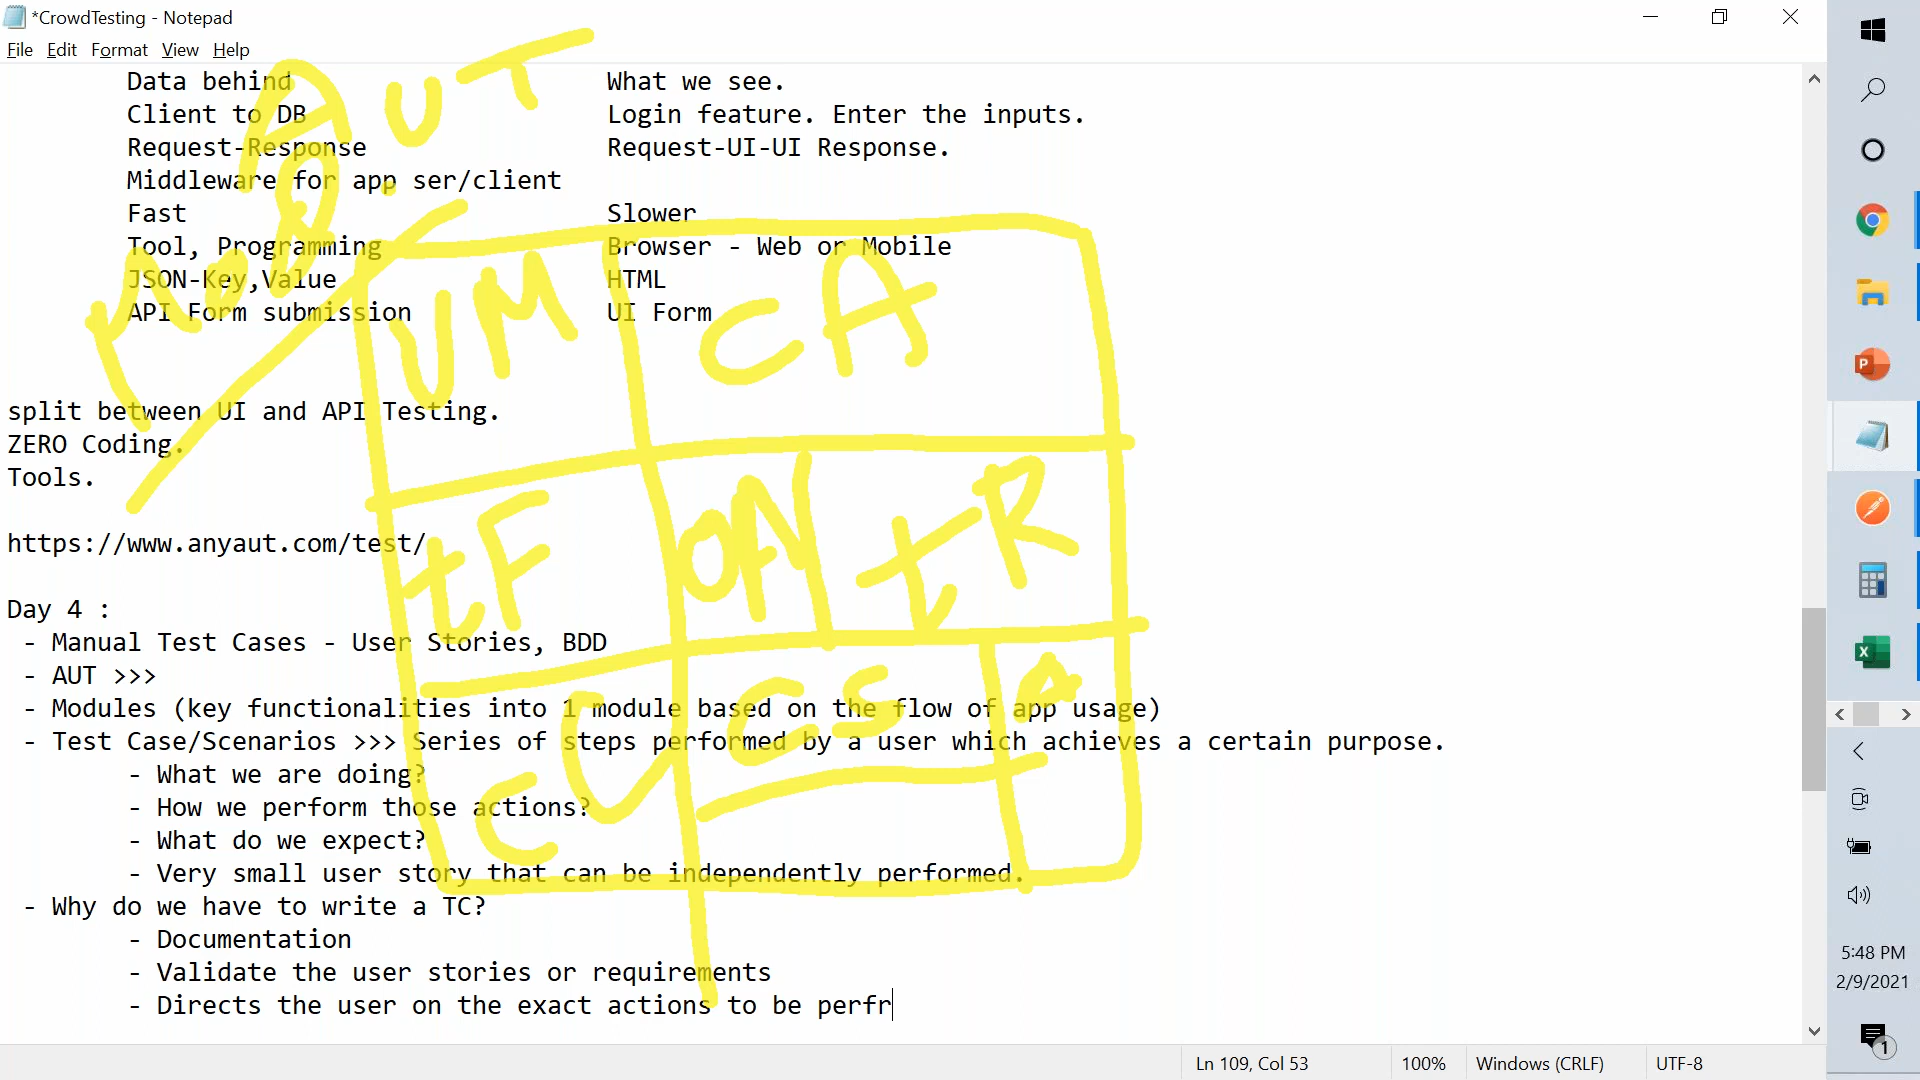 *CrowdTesting - Notepad
File Edit Format View Help
Data behind What we see.
Client to DB Login feature. Enter the inputs.
Request-Response Request-UI-UI Response.
Middleware for app ser/client
Fast Slower
Tool, Programming Browser - Web or Mobile
JSON-Key,Value HTML
API Form submission UI Form
split between UI and API Testing.
ZERO Coding.
Tools.
https://www.anyaut.com/test/
Day 4 :
- Manual Test Cases - User Stories, BDD
- AUT >>>
- Modules (key functionalities into 1 module based on the flow of app usage)
- Test Case/Scenarios >>> Series of steps performed by a user which achieves a certain purpose.
- What we are doing?
- How we perform those actions?
- What do we expect?
- Very small user story that can be independently performed.
- Why do we have to write a TC?
- Documentation
- Validate the user stories or requirements
- Directs the user on the exact actions to be perfr
AUT
UM CA
tF ON tR
CU CS a
Ln 109, Col 53 100% Windows (CRLF) UTF-8
5:48 PM
2/9/2021
1